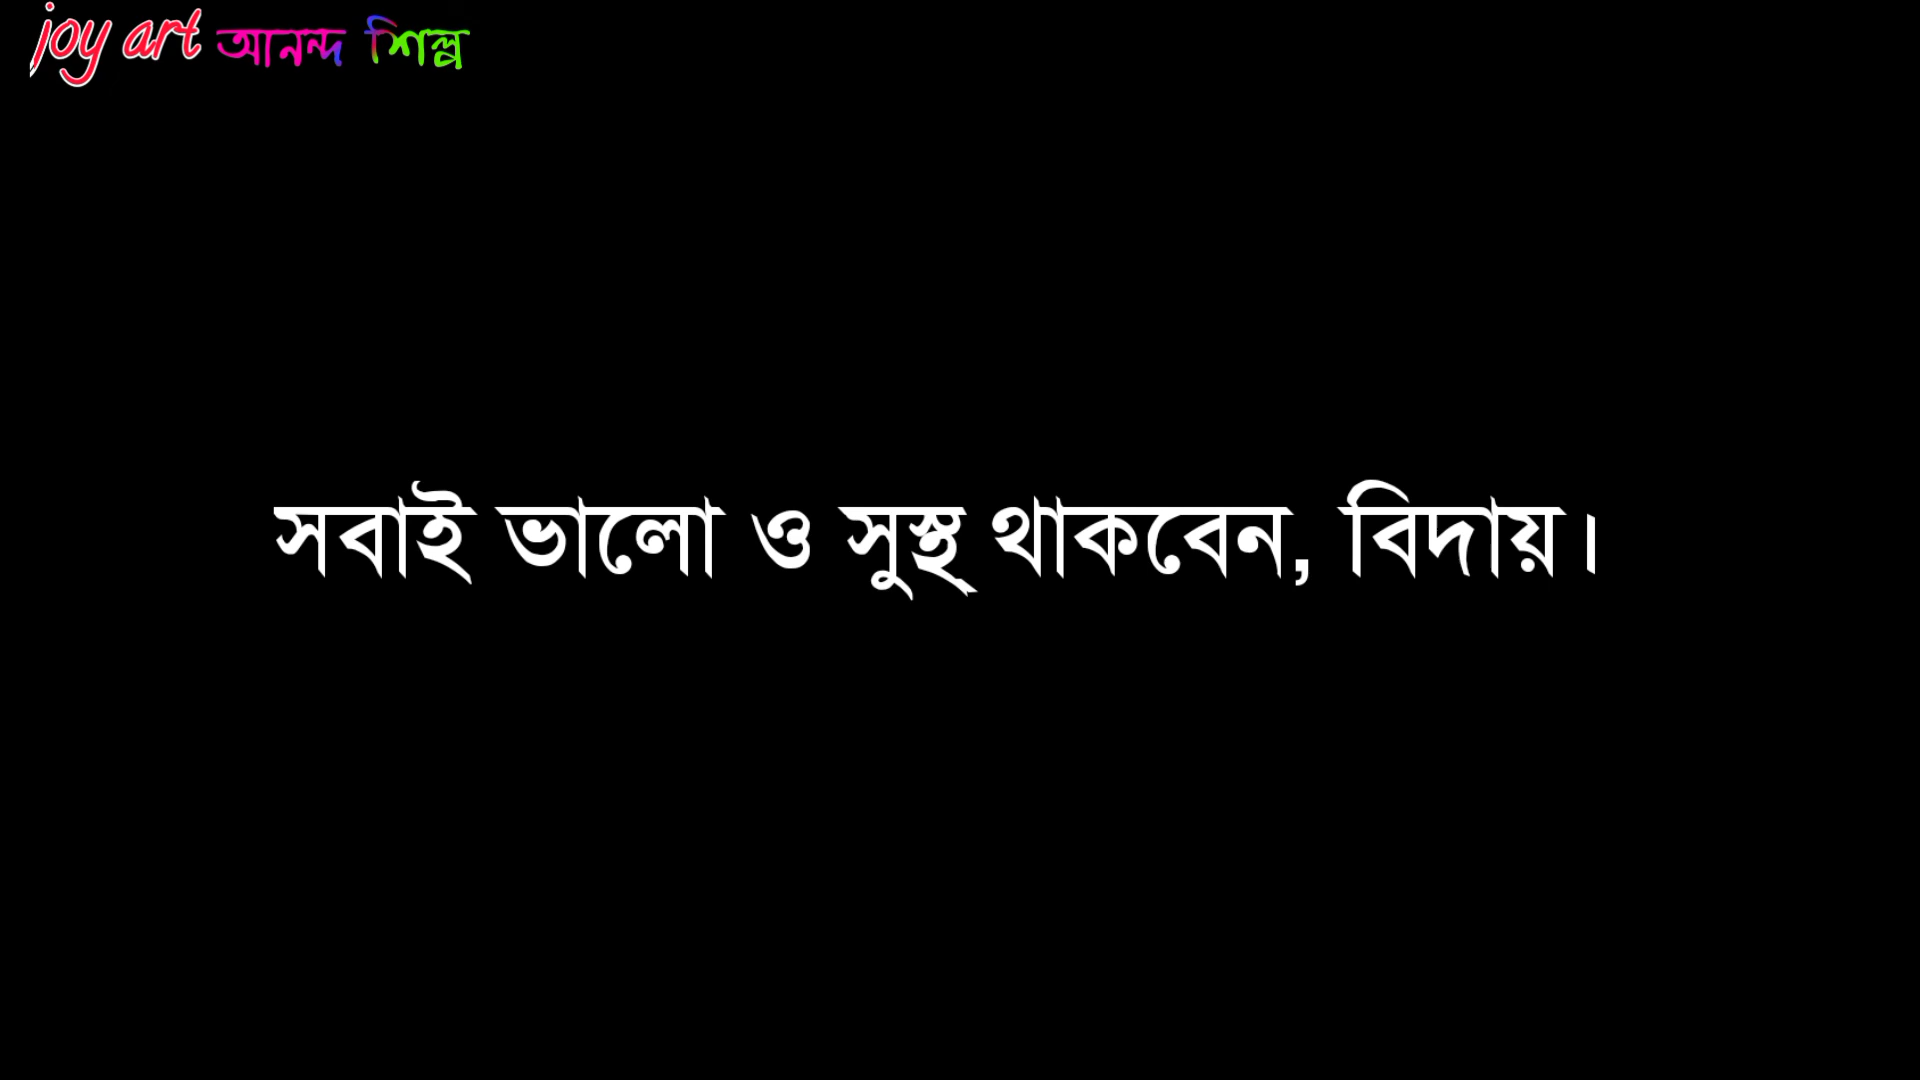 joy art আনন্দ শিল্প
সবাই ভালো ও সুস্থ থাকবেন, বিদায়।